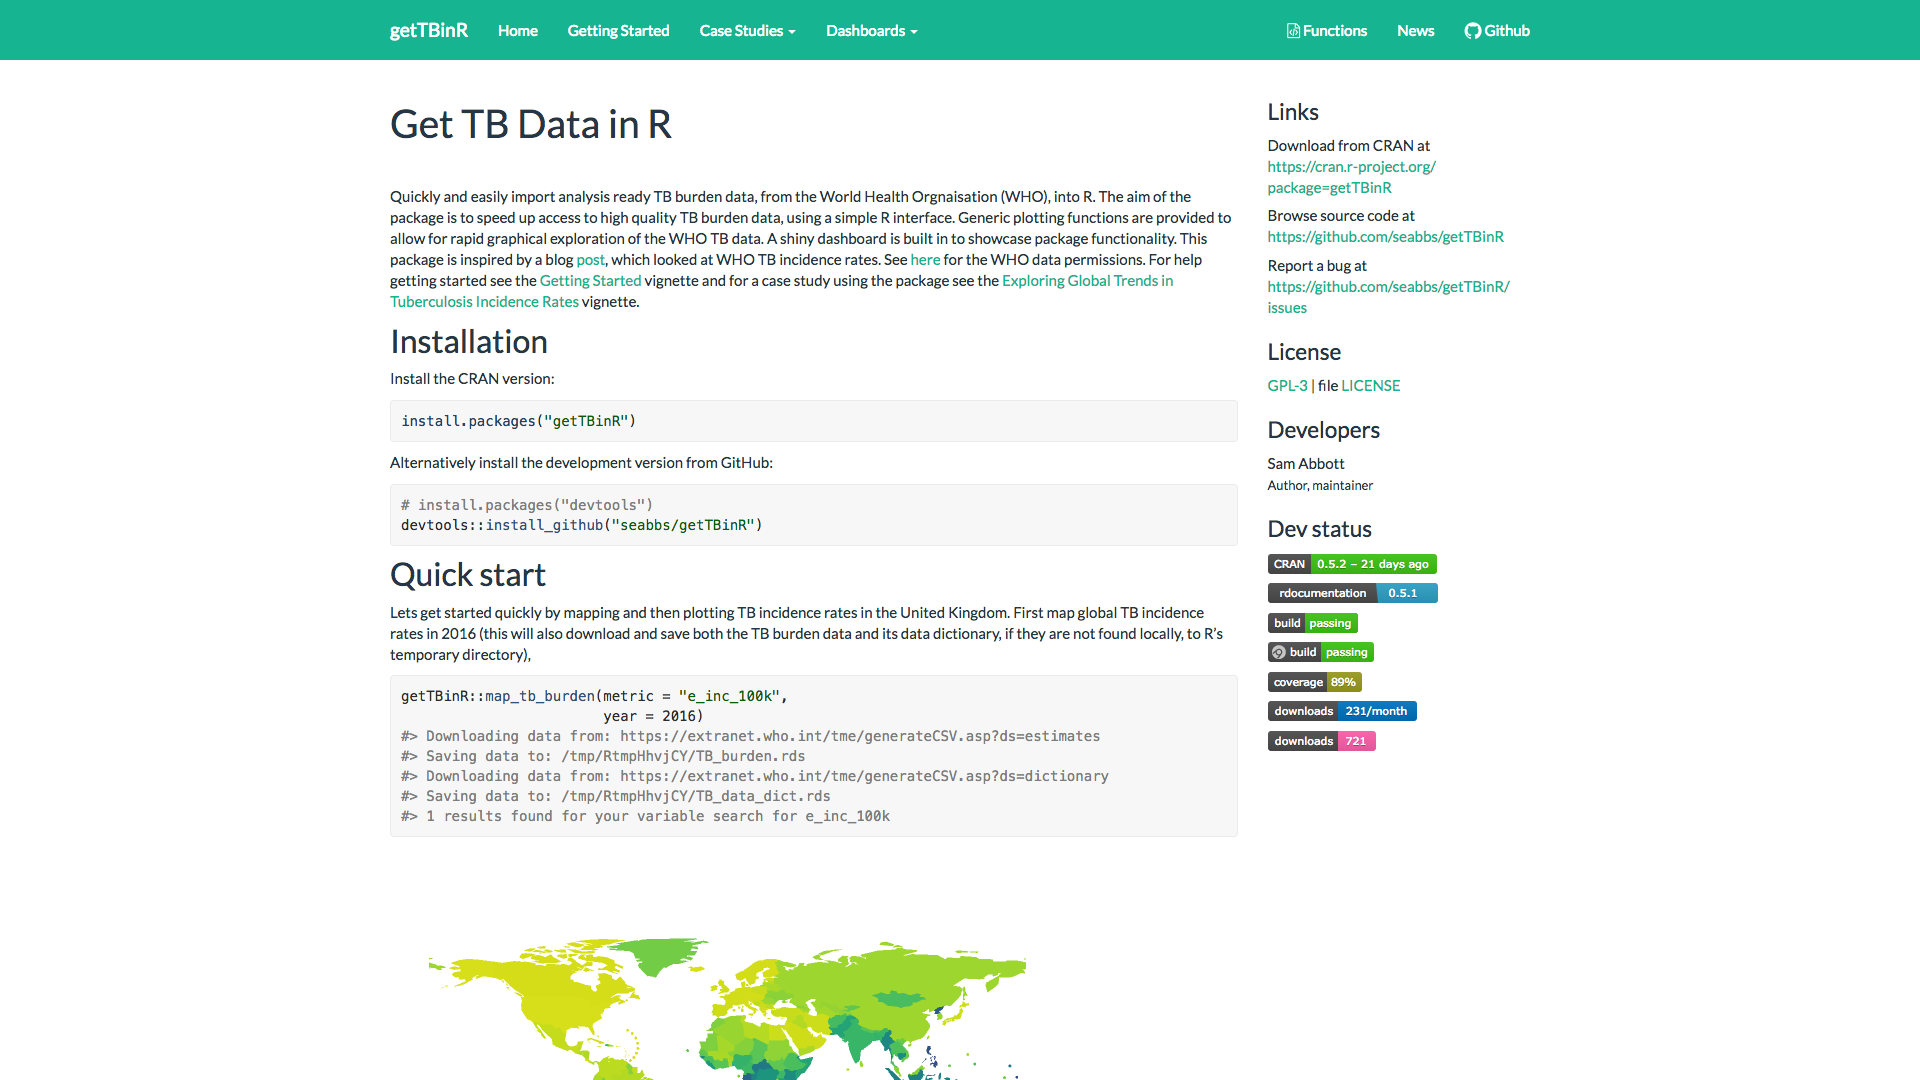 getTBinR Home Getting Started Case Studies Dashboards Functions News Github
Get TB Data in R
Quickly and easily import analysis ready TB burden data, from the World Health Orgnaisation (WHO), into R. The aim of the
package is to speed up access to high quality TB burden data, using a simple R interface. Generic plotting functions are provided to
allow for rapid graphical exploration of the WHO TB data. A shiny dashboard is built in to showcase package functionality. This
package is inspired by a blog post, which looked at WHO TB incidence rates. See here for the WHO data permissions. For help
getting started see the Getting Started vignette and for a case study using the package see the Exploring Global Trends in
Tuberculosis Incidence Rates vignette.
Installation
Install the CRAN version:
install.packages("getTBinR")
Alternatively install the development version from GitHub:
# install.packages("devtools")
devtools::install_github("seabbs/getTBinR")
Quick start
Lets get started quickly by mapping and then plotting TB incidence rates in the United Kingdom. First map global TB incidence
rates in 2016 (this will also download and save both the TB burden data and its data dictionary, if they are not found locally, to R’s
temporary directory),
getTBinR::map_tb_burden(metric = "e_inc_100k",
year = 2016)
#> Downloading data from: https://extranet.who.int/tme/generateCSV.asp?ds=estimates
#> Saving data to: /tmp/RtmpHhvjCY/TB_burden.rds
#> Downloading data from: https://extranet.who.int/tme/generateCSV.asp?ds=dictionary
#> Saving data to: /tmp/RtmpHhvjCY/TB_data_dict.rds
#> 1 results found for your variable search for e_inc_100k
Links
Download from CRAN at
https://cran.r-project.org/
package=getTBinR
Browse source code at
https://github.com/seabbs/getTBinR
Report a bug at
https://github.com/seabbs/getTBinR/
issues
License
GPL-3 | file LICENSE
Developers
Sam Abbott
Author, maintainer
Dev status
CRAN 0.5.2 – 21 days ago
rdocumentation 0.5.1
build passing
build passing
coverage 89%
downloads 231/month
downloads 721